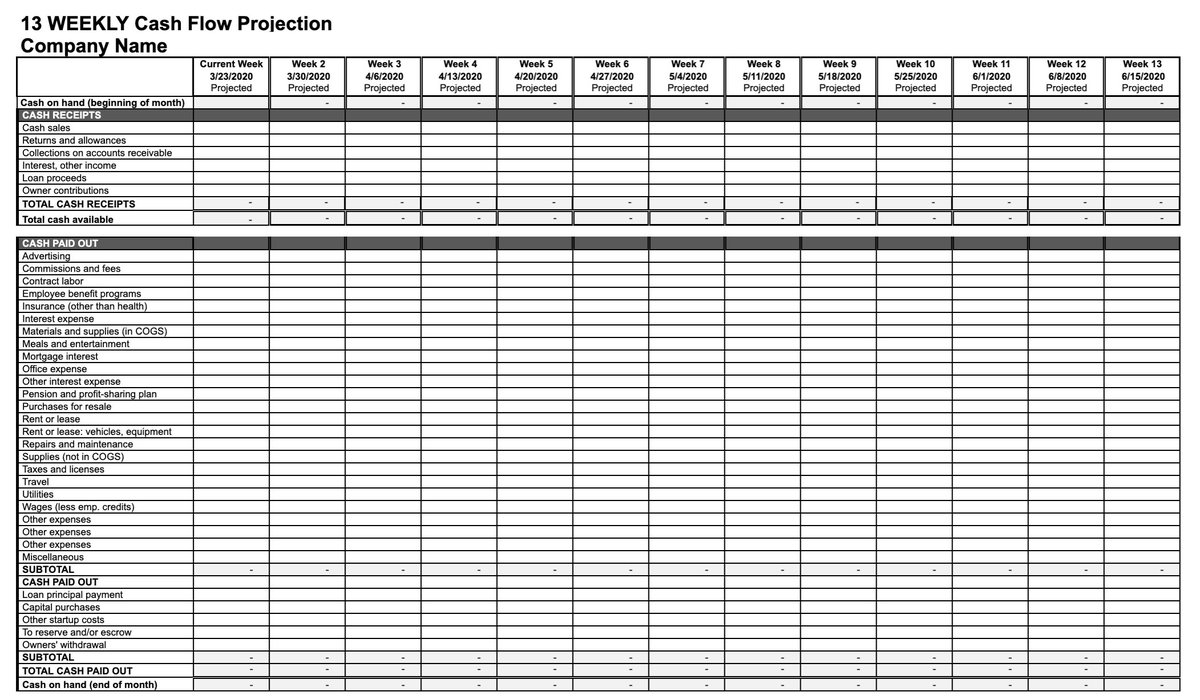 13 WEEKLY Cash Flow Projection
Company Name
Current Week Week 2 Week 3 Week 4 Week 5 Week 6 Week 7 Week 8 Week 9 Week 10 Week 11 Week 12 Week 13
3/23/2020 3/30/2020 4/6/2020 4/13/2020 4/20/2020 4/27/2020 5/4/2020 5/11/2020 5/18/2020 5/25/2020 6/1/2020 6/8/2020 6/15/2020
Projected Projected Projected Projected Projected Projected Projected Projected Projected Projected Projected Projected Projected
Cash on hand (beginning of month) - - - - - - - - - - - -
CASH RECEIPTS
Cash sales
Returns and allowances
Collections on accounts receivable
Interest, other income
Loan proceeds
Owner contributions
TOTAL CASH RECEIPTS - - - - - - - - - - - - -
Total cash available - - - - - - - - - - - - -
CASH PAID OUT
Advertising
Commissions and fees
Contract labor
Employee benefit programs
Insurance (other than health)
Interest expense
Materials and supplies (in COGS)
Meals and entertainment
Mortgage interest
Office expense
Other interest expense
Pension and profit-sharing plan
Purchases for resale
Rent or lease
Rent or lease: vehicles, equipment
Repairs and maintenance
Supplies (not in COGS)
Taxes and licenses
Travel
Utilities
Wages (less emp. credits)
Other expenses
Other expenses
Other expenses
Miscellaneous
SUBTOTAL - - - - - - - - - - - - -
CASH PAID OUT
Loan principal payment
Capital purchases
Other startup costs
To reserve and/or escrow
Owners' withdrawal
SUBTOTAL - - - - - - - - - - - - -
TOTAL CASH PAID OUT - - - - - - - - - - - - -
Cash on hand (end of month) - - - - - - - - - - - - -